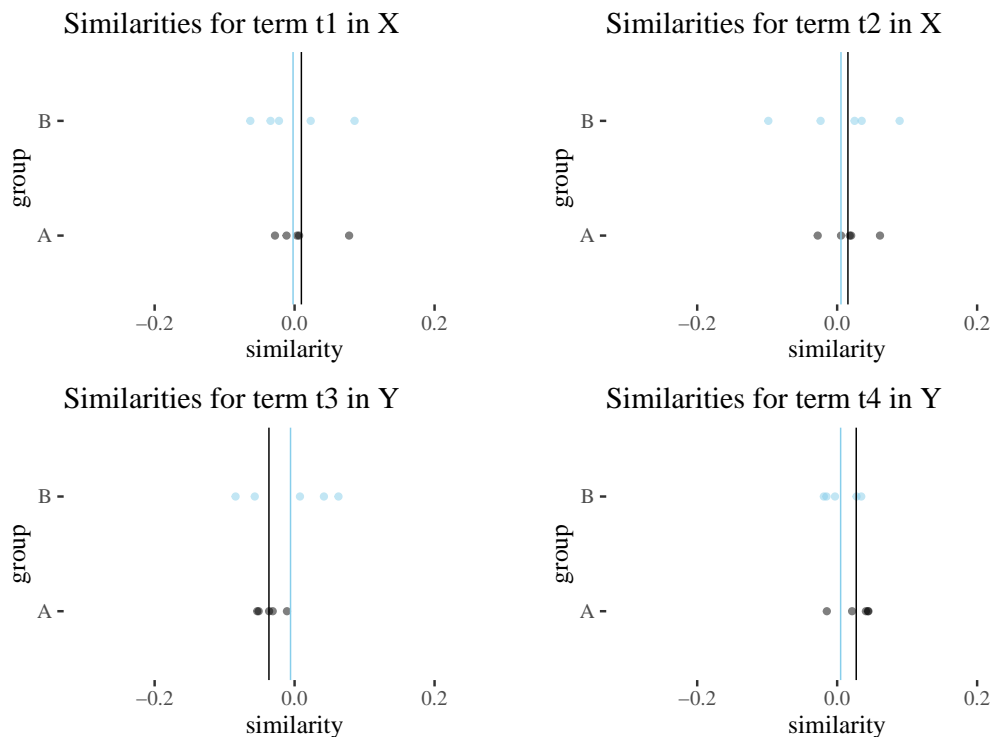 Similarities for term t1 in X
B
A
group
−0.2 0.0 0.2
similarity
Similarities for term t2 in X
B
A
group
−0.2 0.0 0.2
similarity
Similarities for term t3 in Y
B
A
group
−0.2 0.0 0.2
similarity
Similarities for term t4 in Y
B
A
group
−0.2 0.0 0.2
similarity